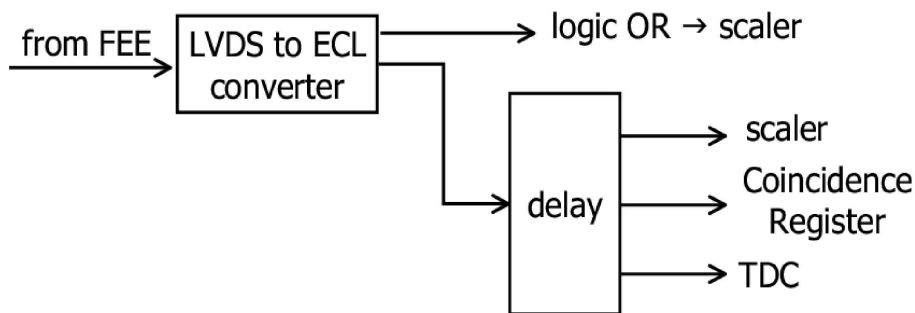 from FEE
LVDS to ECL
converter
logic OR → scaler
delay
scaler
Coincidence
Register
TDC